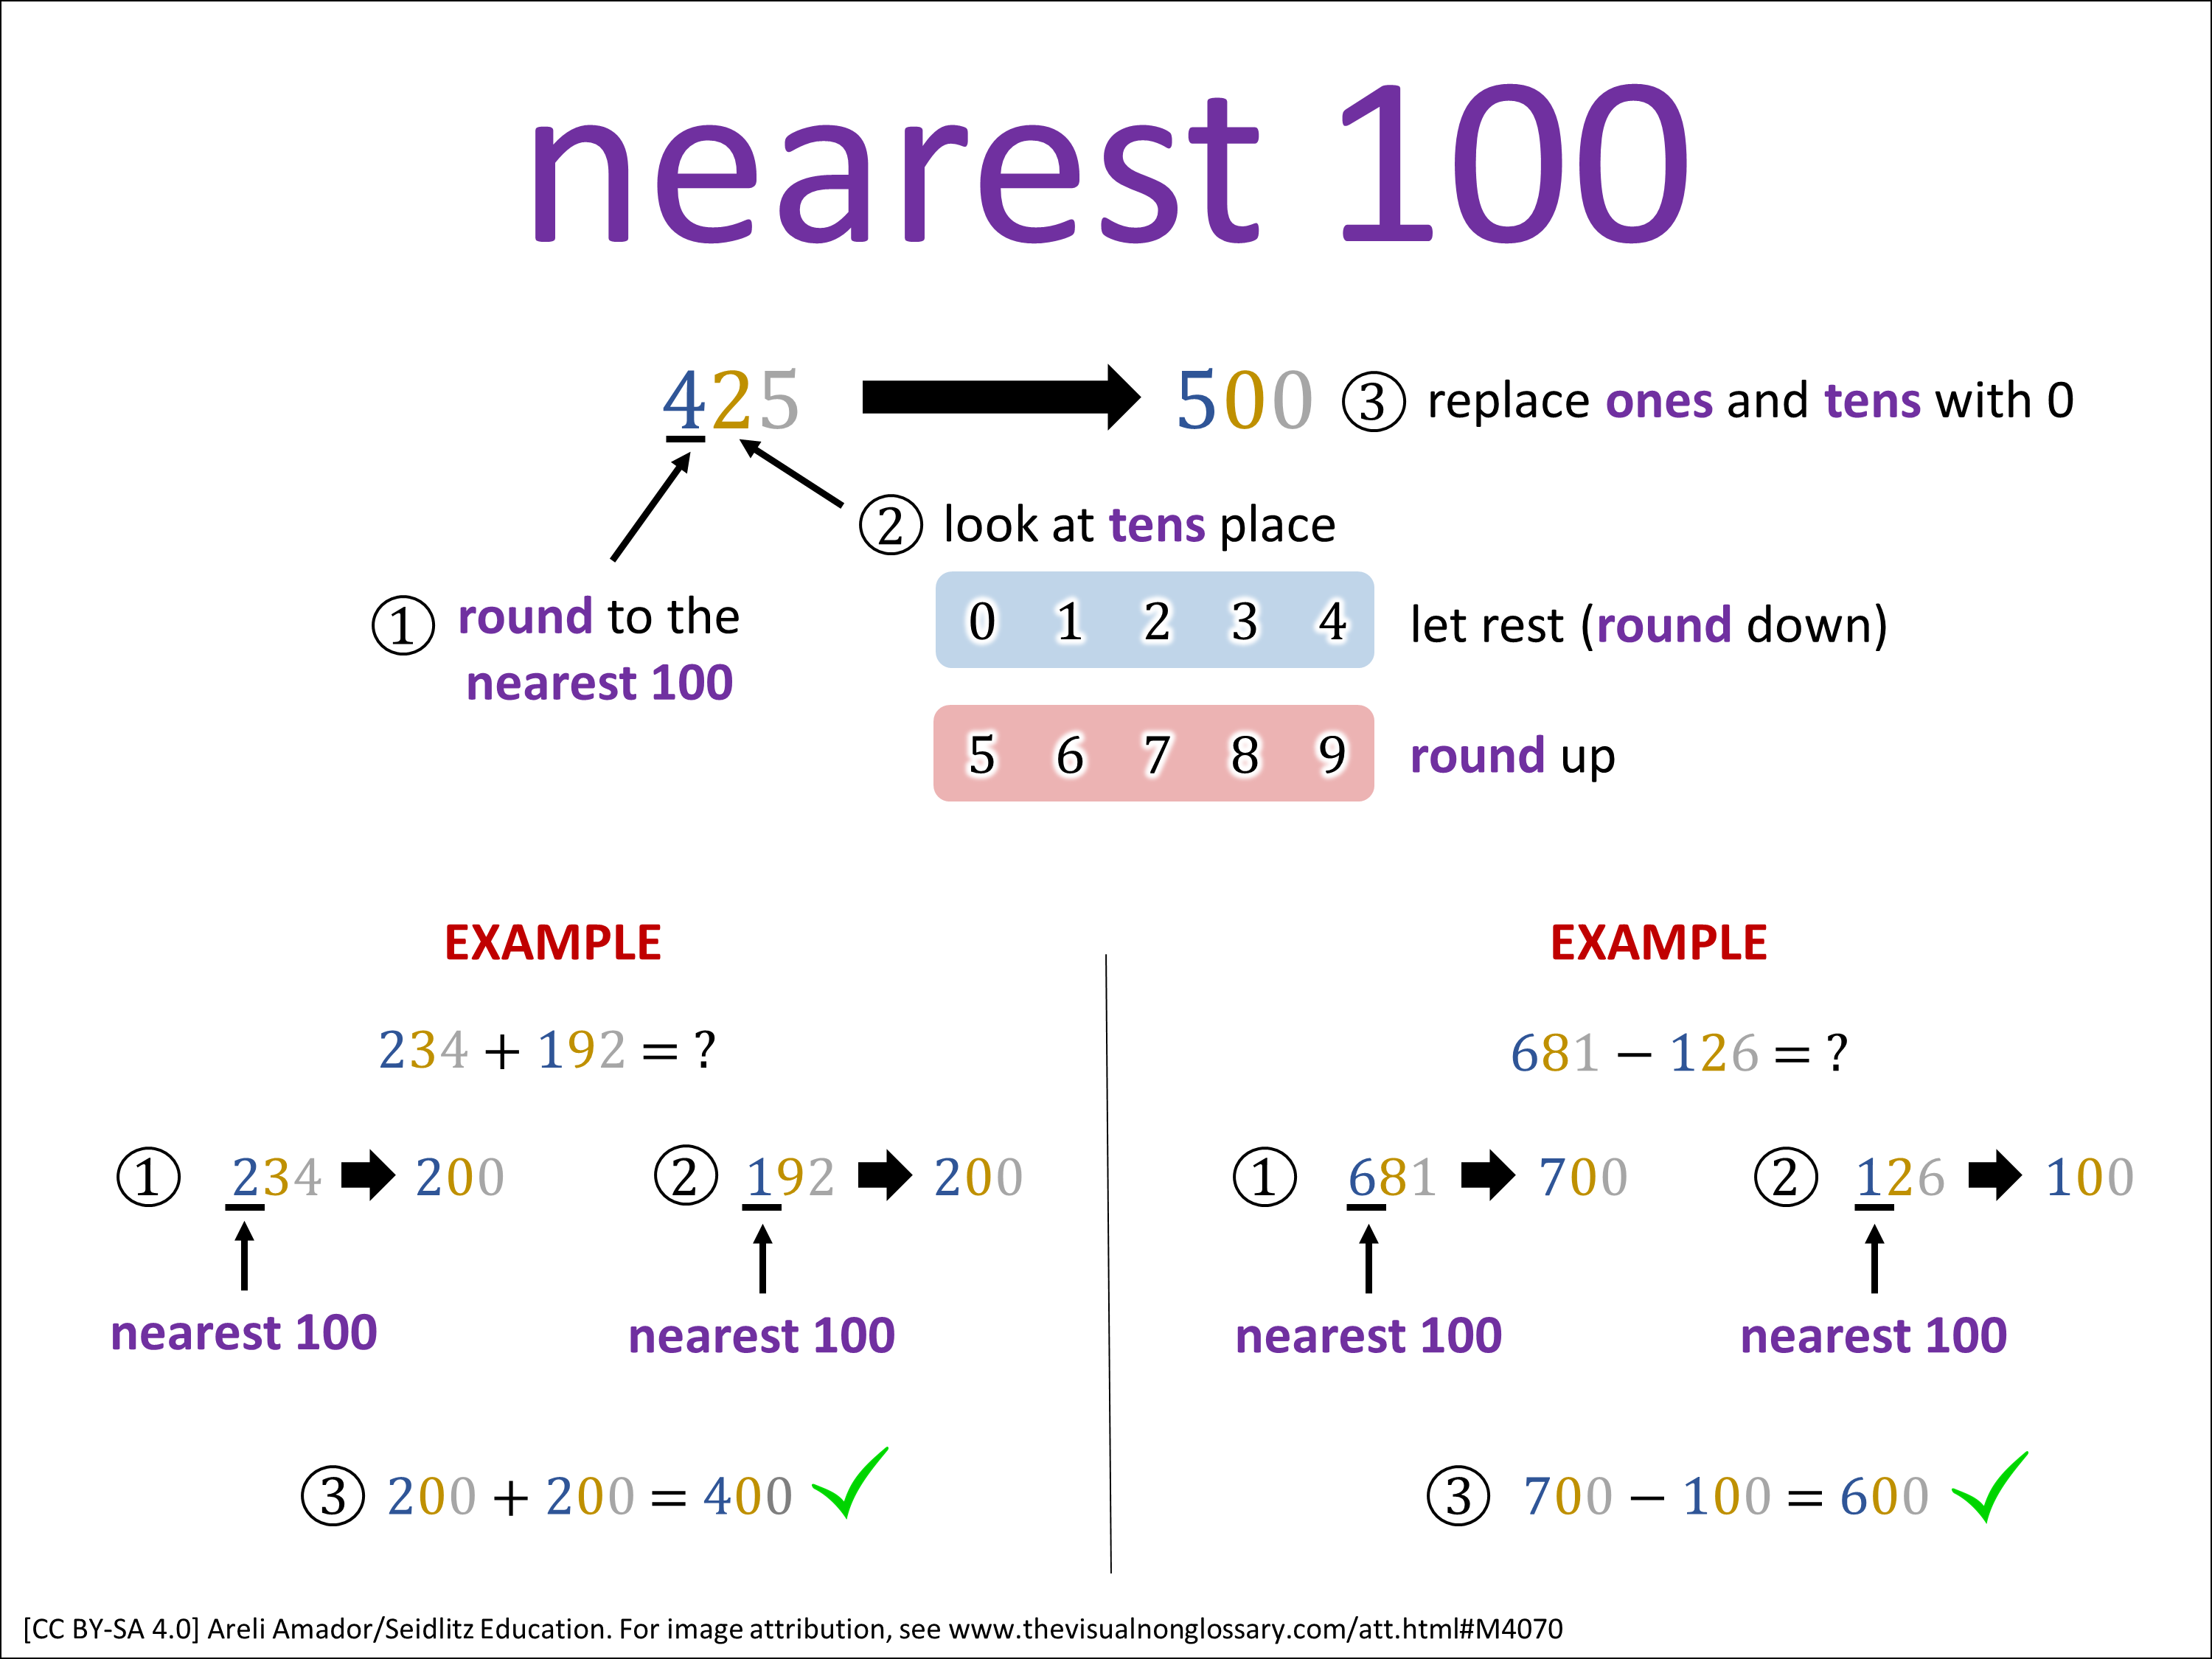 nearest 100
425 500 ③ replace ones and tens with 0
② look at tens place
① round to the
nearest 100
0 1 2 3 4 let rest (round down)
5 6 7 8 9 round up
EXAMPLE
234 + 192 = ?
① 234 200 ② 192 200
nearest 100 nearest 100
③ 200 + 200 = 400
EXAMPLE
681 − 126 = ?
① 681 700 ② 126 100
nearest 100 nearest 100
③ 700 − 100 = 600
[CC BY-SA 4.0] Areli Amador/Seidlitz Education. For image attribution, see www.thevisualnonglossary.com/att.html#M4070